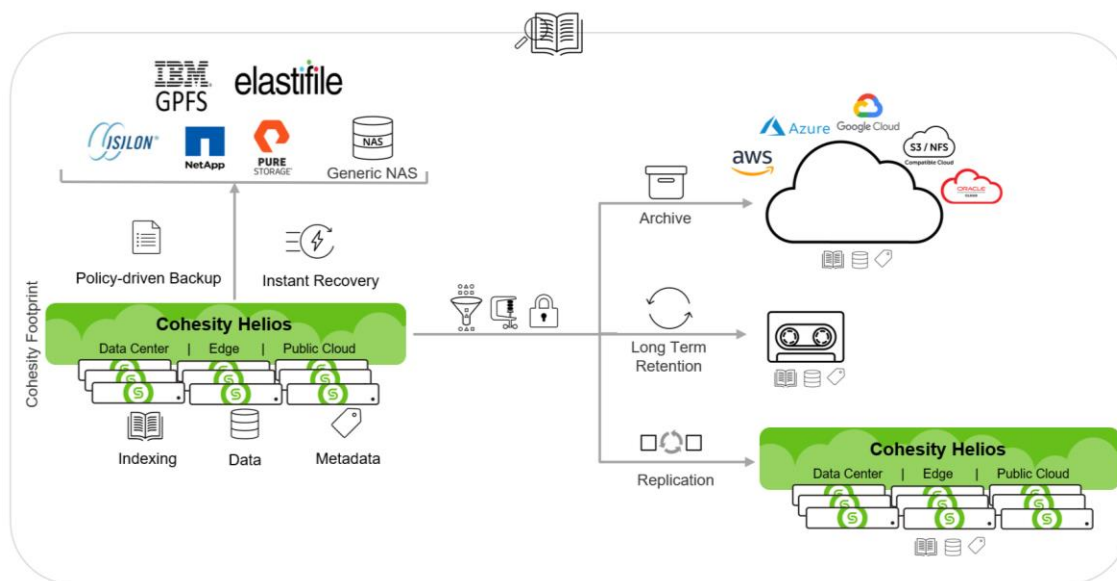 IBM
GPFS
elastifile
ISILON®
NetApp
PURE
STORAGE®
NAS
Generic NAS
Policy-driven Backup
Instant Recovery
Cohesity Footprint
Cohesity Helios
Data Center | Edge | Public Cloud
Indexing
Data
Metadata
Archive
Long Term
Retention
Replication
aws
Azure
Google Cloud
S3 / NFS
Compatible Cloud
ORACLE
CLOUD
Cohesity Helios
Data Center | Edge | Public Cloud